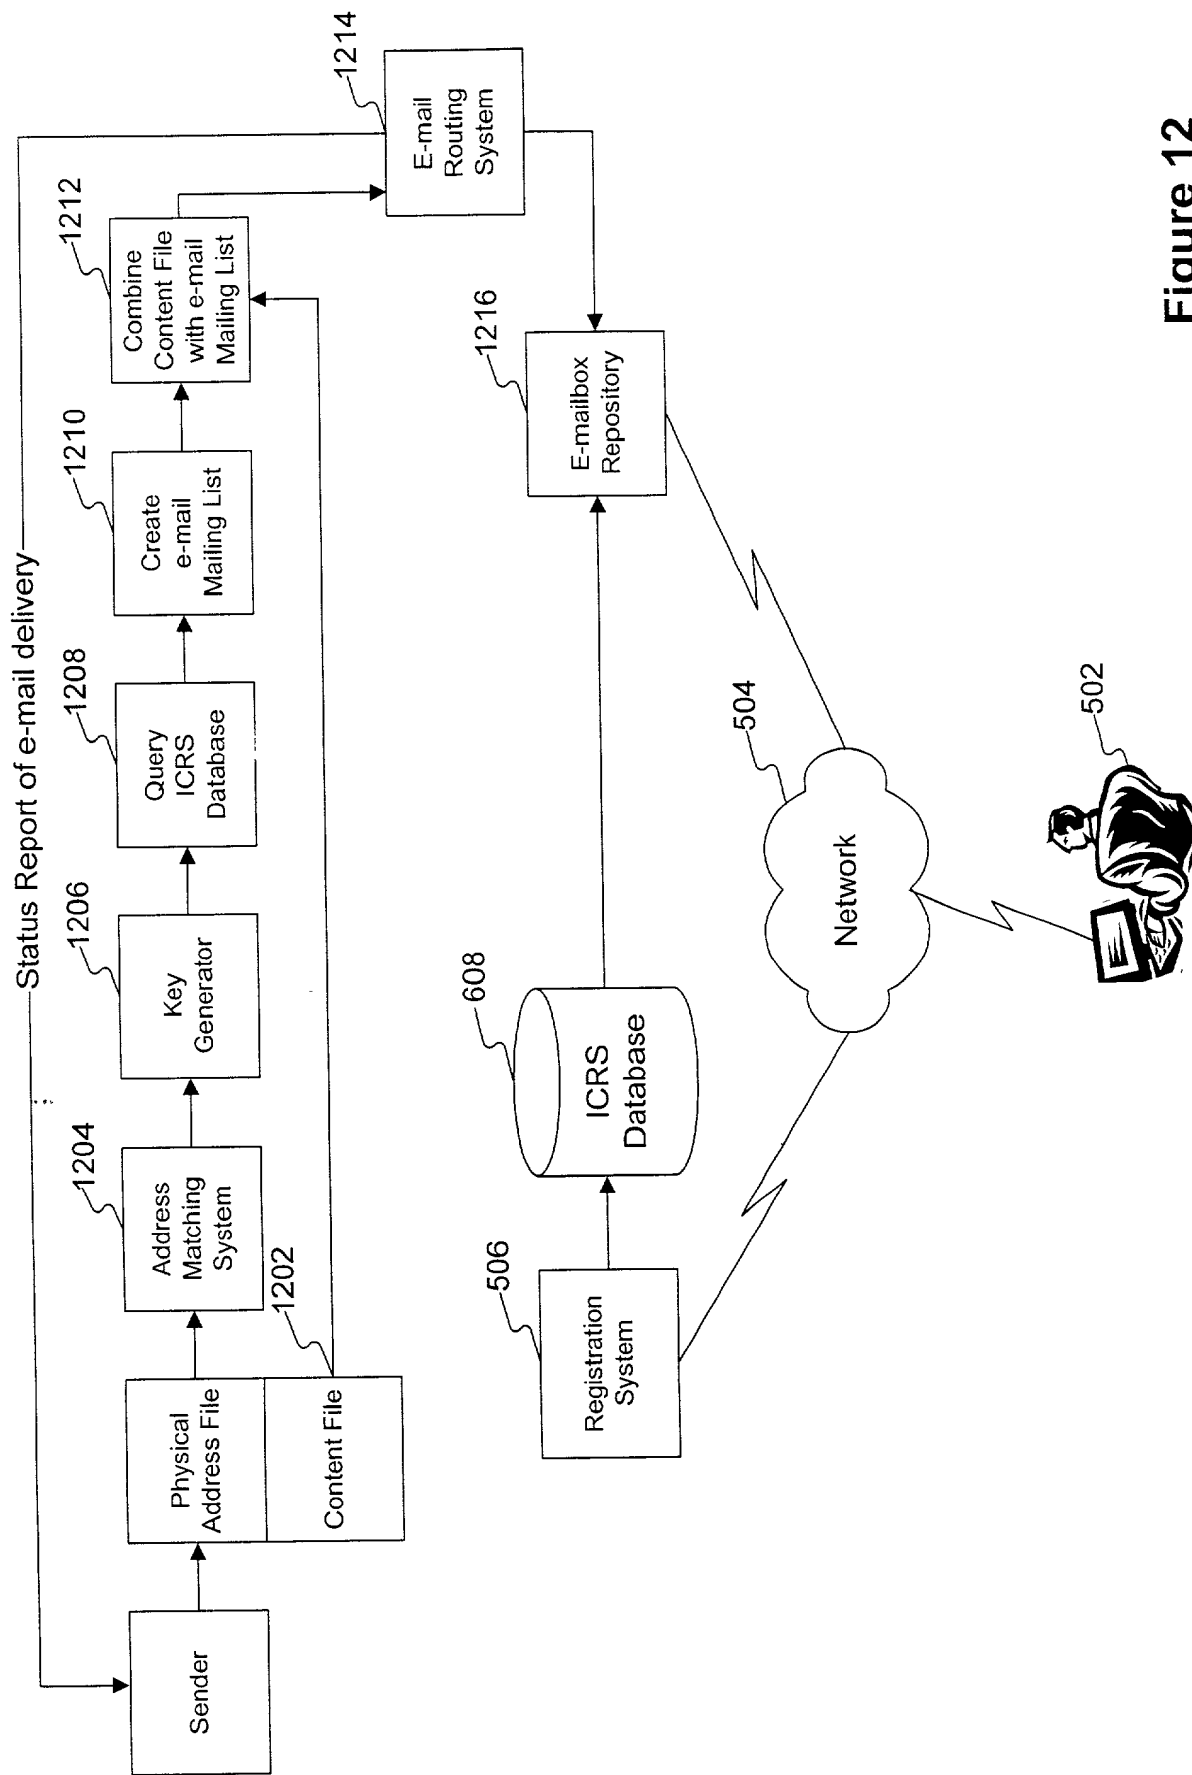 Status Report of e-mail delivery
Sender
Physical
Address File
Content File
1202
Address
Matching
System
1204
Key
Generator
1206
Query
ICRS
Database
1208
Create
e-mail
Mailing List
1210
Combine
Content File
with e-mail
Mailing List
1212
E-mail
Routing
System
1214
Registration
System
506
ICRS
Database
608
E-mailbox
Repository
1216
Network
504
502
Figure 12